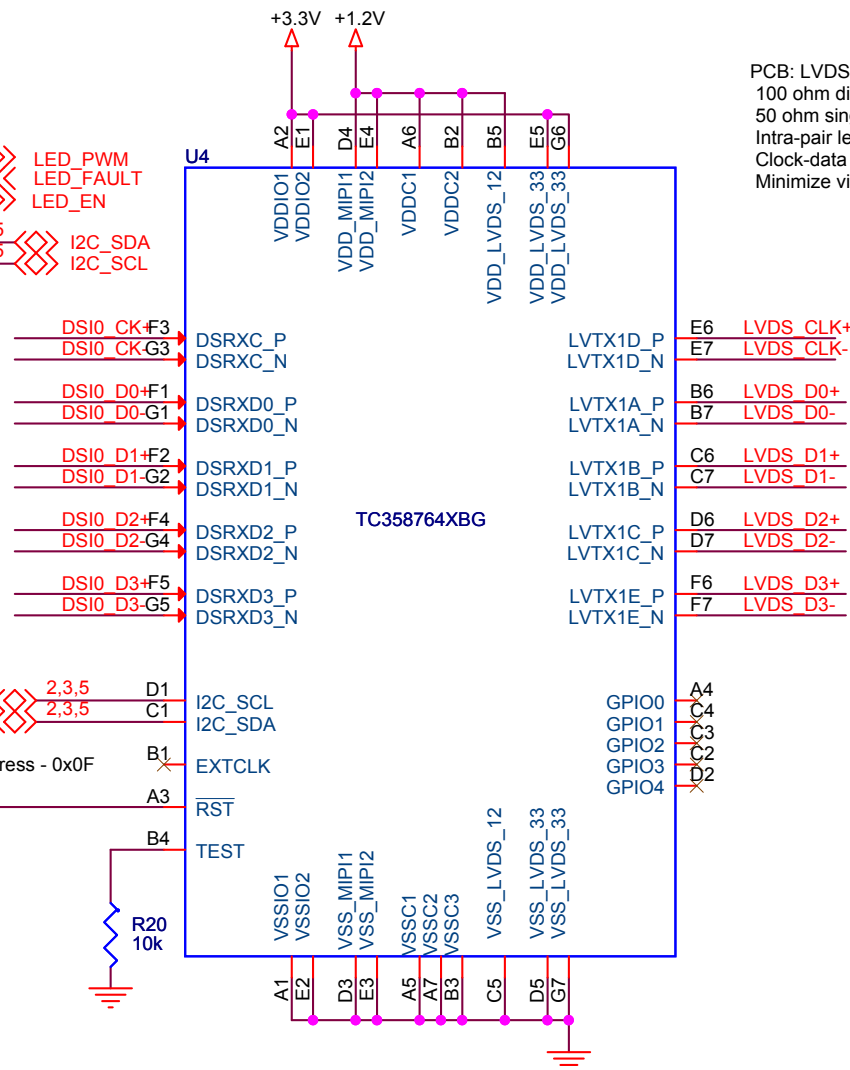 +3.3V +1.2V
PCB: LVDS
100 ohm di
50 ohm sin
Intra-pair le
Clock-data
Minimize vi
A2 E1 D4 E4 A6 B2 B5 E5 G6
U4
LED_PWM
LED_FAULT
LED_EN
VDDIO1
VDDIO2
VDD_MIPI1
VDD_MIPI2
VDDC1
VDDC2
VDD_LVDS_12
VDD_LVDS_33
VDD_LVDS_33
5 I2C_SDA
5 I2C_SCL
DSI0_CK+ F3 DSRXC_P LVTX1D_P E6 LVDS_CLK+
DSI0_CK- G3 DSRXC_N LVTX1D_N E7 LVDS_CLK-
DSI0_D0+ F1 DSRXD0_P LVTX1A_P B6 LVDS_D0+
DSI0_D0- G1 DSRXD0_N LVTX1A_N B7 LVDS_D0-
DSI0_D1+ F2 DSRXD1_P LVTX1B_P C6 LVDS_D1+
DSI0_D1- G2 DSRXD1_N LVTX1B_N C7 LVDS_D1-
TC358764XBG
DSI0_D2+ F4 DSRXD2_P LVTX1C_P D6 LVDS_D2+
DSI0_D2- G4 DSRXD2_N LVTX1C_N D7 LVDS_D2-
DSI0_D3+ F5 DSRXD3_P LVTX1E_P F6 LVDS_D3+
DSI0_D3- G5 DSRXD3_N LVTX1E_N F7 LVDS_D3-
2,3,5 D1 I2C_SCL GPIO0 A4
2,3,5 C1 I2C_SDA GPIO1 C4
GPIO2 C3
ress - 0x0F B1 EXTCLK GPIO3 C2
GPIO4 D2
A3 RST
B4 TEST
VSSIO1
VSSIO2
VSS_MIPI1
VSS_MIPI2
VSSC1
VSSC2
VSSC3
VSS_LVDS_12
VSS_LVDS_33
VSS_LVDS_33
R20
10k
A1 E2 D3 E3 A5 A7 B3 C5 D5 G7